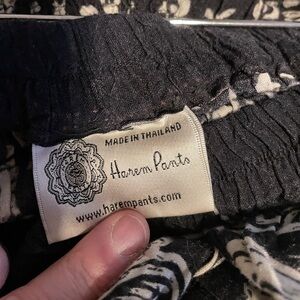 MADE IN THAILAND
Harem Pants
www.harempants.com